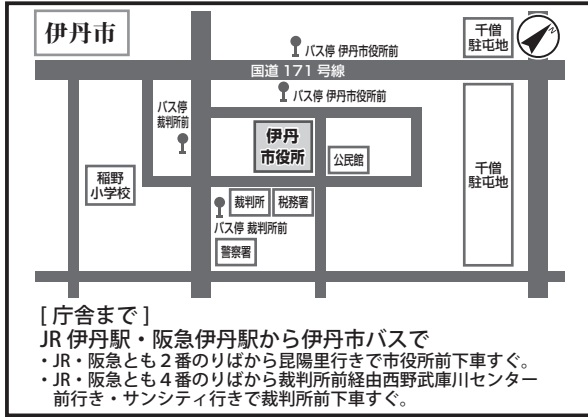 伊丹市
千僧
駐屯地
N
バス停 伊丹市役所前
国道 171 号線
バス停 伊丹市役所前
バス停
裁判所前
伊丹
市役所
公民館
千僧
駐屯地
稲野
小学校
裁判所
税務署
バス停 裁判所前
警察署
[ 庁舎まで ]
JR 伊丹駅・阪急伊丹駅から伊丹市バスで
・JR・阪急とも２番のりばから昆陽里行きで市役所前下車すぐ。
・JR・阪急とも４番のりばから裁判所前経由西野武庫川センター
前行き・サンシティ行きで裁判所前下車すぐ。